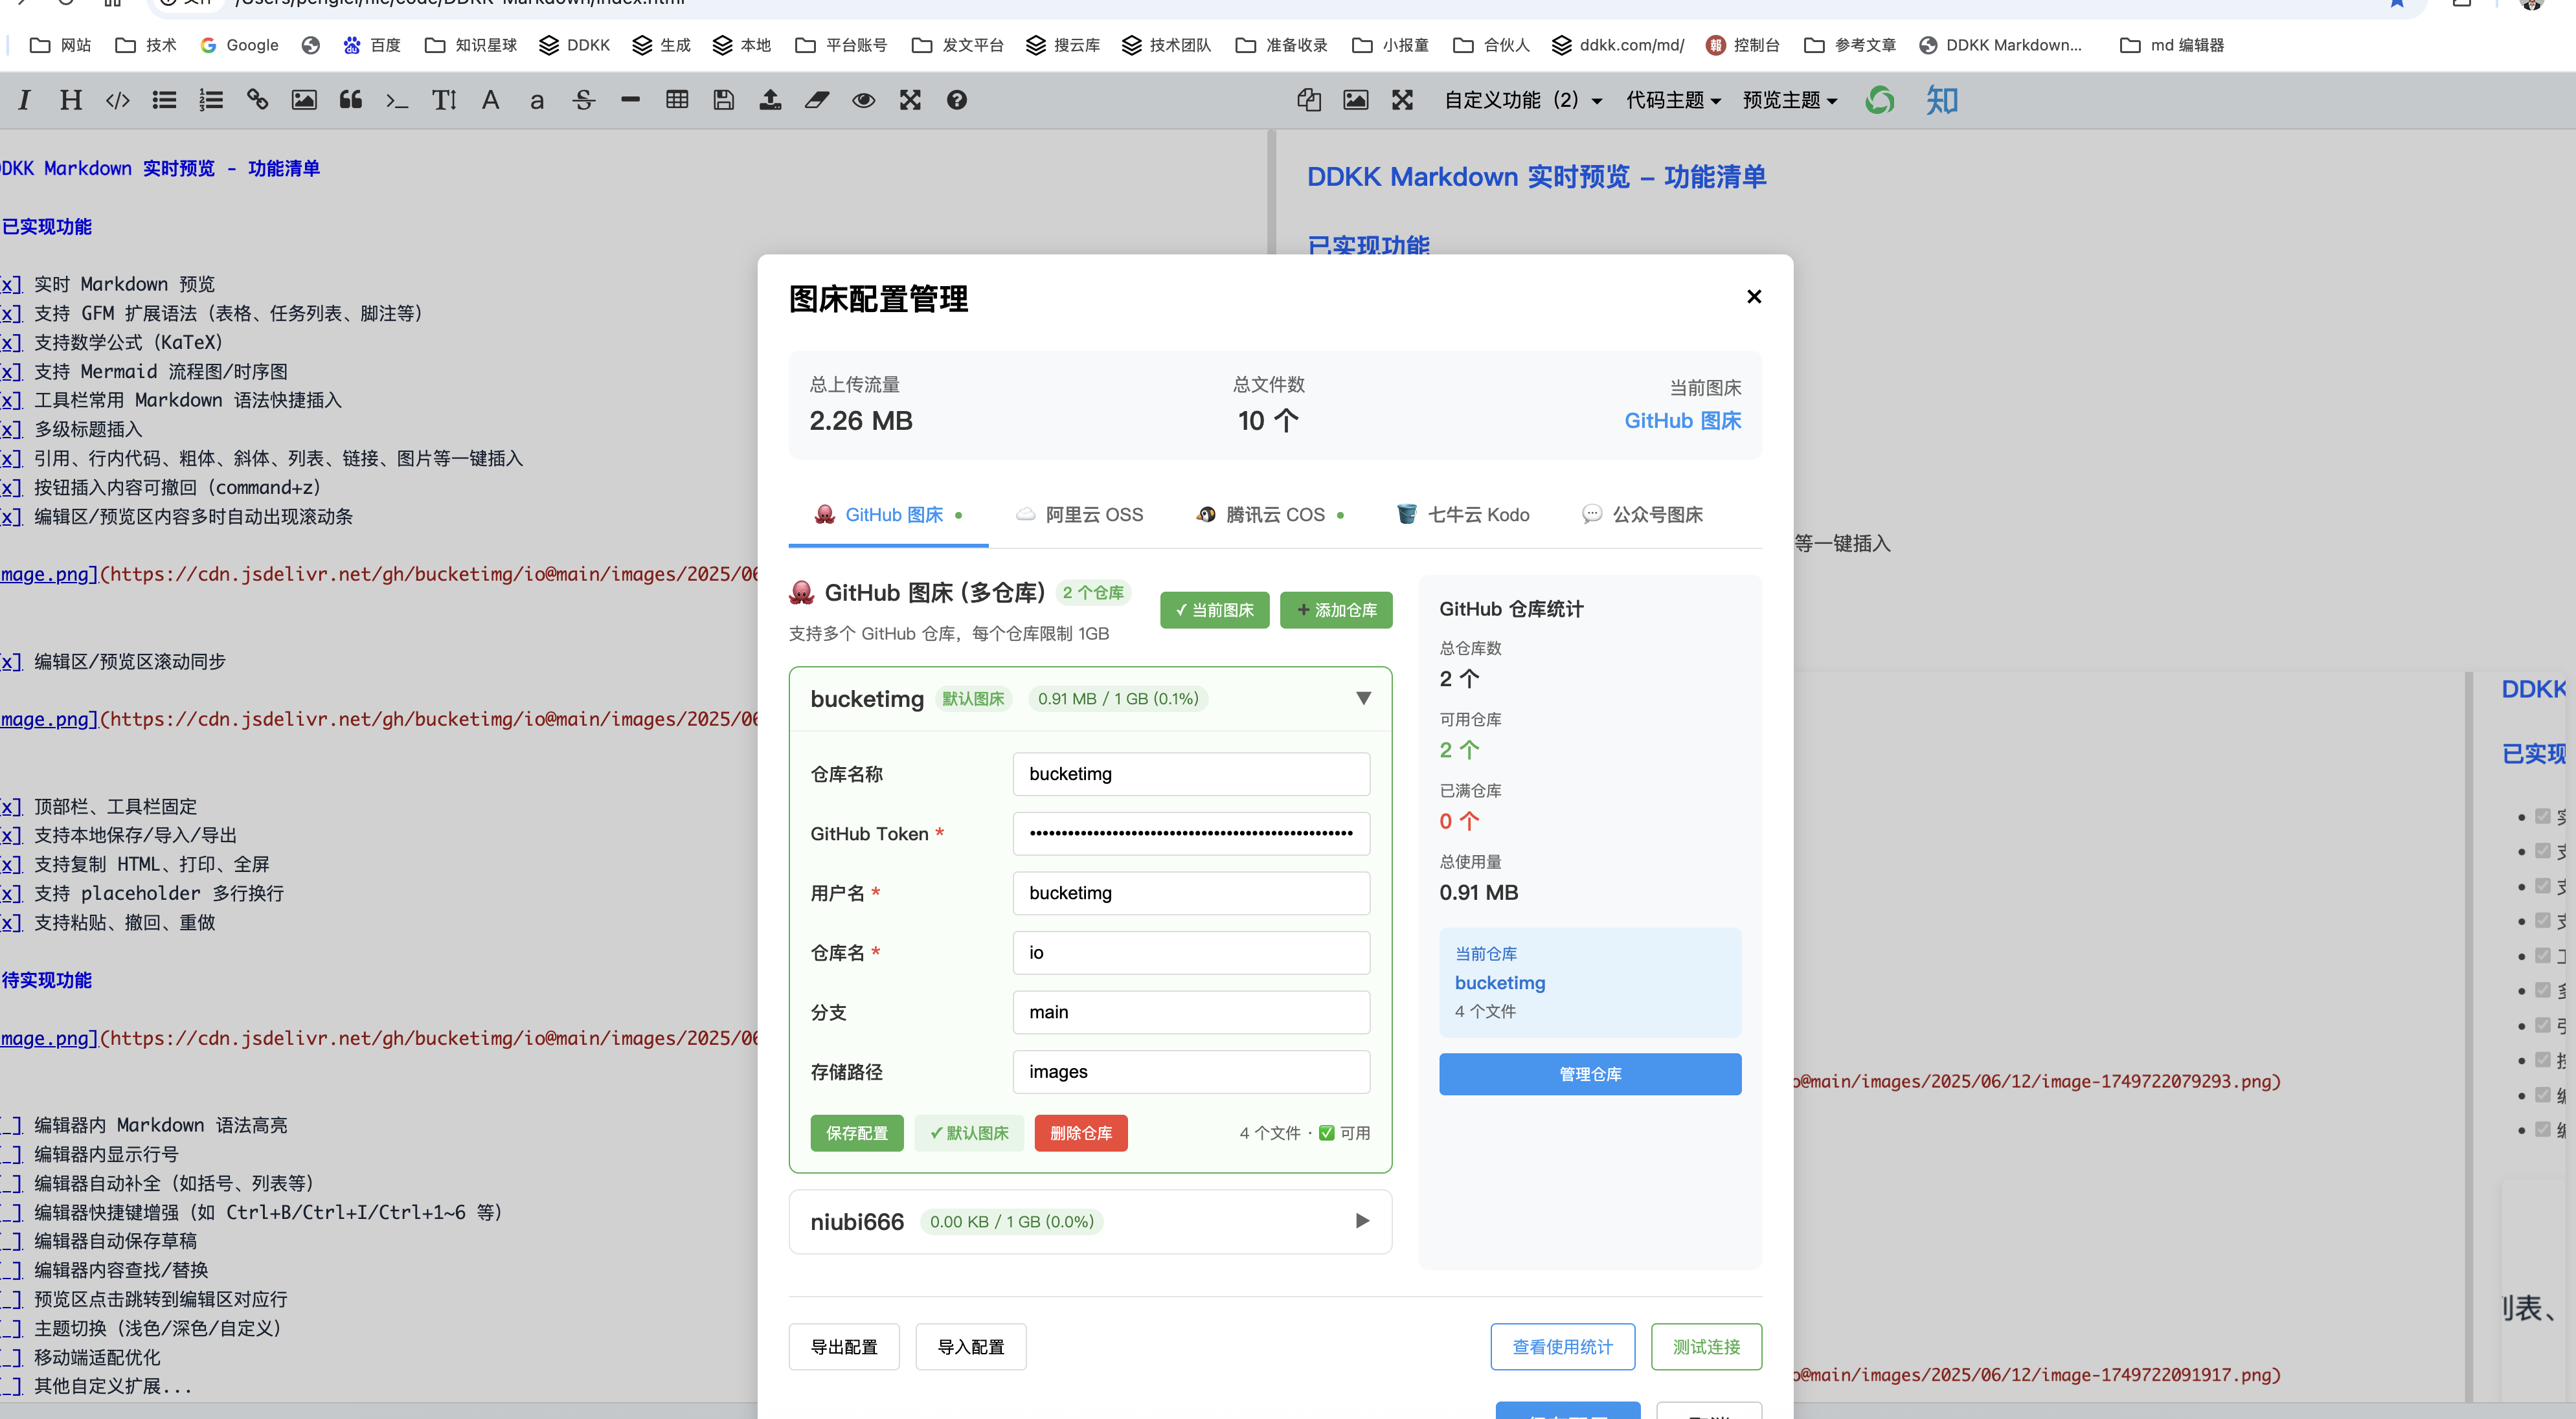 网站 技术 Google 百度 知识星球 DDKK 生成 本地 平台账号 发文平台 搜云库 技术团队 准备收录 小报童 合伙人 ddkk.com/md/ 控制台 参考文章 DDKK Markdown... md 编辑器
自定义功能（2） 代码主题 预览主题 知
DDKK Markdown 实时预览 - 功能清单
已实现功能
[x] 实时 Markdown 预览
[x] 支持 GFM 扩展语法（表格、任务列表、脚注等）
[x] 支持数学公式（KaTeX）
[x] 支持 Mermaid 流程图/时序图
[x] 工具栏常用 Markdown 语法快捷插入
[x] 多级标题插入
[x] 引用、行内代码、粗体、斜体、列表、链接、图片等一键插入
[x] 按钮插入内容可撤回（command+z）
[x] 编辑区/预览区内容多时自动出现滚动条
mage.png](https://cdn.jsdelivr.net/gh/bucketimg/io@main/images/2025/06
[x] 编辑区/预览区滚动同步
mage.png](https://cdn.jsdelivr.net/gh/bucketimg/io@main/images/2025/06
[x] 顶部栏、工具栏固定
[x] 支持本地保存/导入/导出
[x] 支持复制 HTML、打印、全屏
[x] 支持 placeholder 多行换行
[x] 支持粘贴、撤回、重做
待实现功能
mage.png](https://cdn.jsdelivr.net/gh/bucketimg/io@main/images/2025/06
[_] 编辑器内 Markdown 语法高亮
[_] 编辑器内显示行号
[_] 编辑器自动补全（如括号、列表等）
[_] 编辑器快捷键增强（如 Ctrl+B/Ctrl+I/Ctrl+1~6 等）
[_] 编辑器自动保存草稿
[_] 编辑器内容查找/替换
[_] 预览区点击跳转到编辑区对应行
[_] 主题切换（浅色/深色/自定义）
[_] 移动端适配优化
[_] 其他自定义扩展...
DDKK Markdown 实时预览 – 功能清单
已实现功能
等一键插入
图床配置管理
×
总上传流量
2.26 MB
总文件数
10 个
当前图床
GitHub 图床
GitHub 图床 阿里云 OSS 腾讯云 COS 七牛云 Kodo 公众号图床
GitHub 图床 (多仓库) 2 个仓库
支持多个 GitHub 仓库，每个仓库限制 1GB
✓ 当前图床 + 添加仓库
bucketimg 默认图床 0.91 MB / 1 GB (0.1%)
仓库名称 bucketimg
GitHub Token *
用户名 * bucketimg
仓库名 * io
分支 main
存储路径 images
保存配置 ✓ 默认图床 删除仓库 4 个文件 · ✅ 可用
niubi666 0.00 KB / 1 GB (0.0%)
GitHub 仓库统计
总仓库数
2 个
可用仓库
2 个
已满仓库
0 个
总使用量
0.91 MB
当前仓库
bucketimg
4 个文件
管理仓库
导出配置 导入配置 查看使用统计 测试连接
o@main/images/2025/06/12/image-1749722079293.png)
o@main/images/2025/06/12/image-1749722091917.png)
DDKK
已实现
列表、